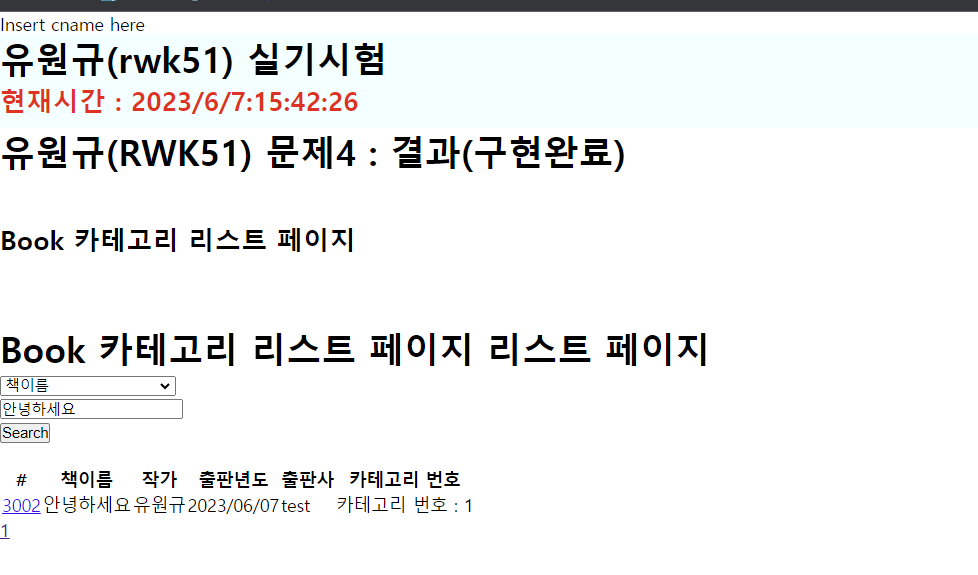 Insert cname here
유원규(rwk51) 실기시험
현재시간 : 2023/6/7:15:42:26
유원규(RWK51) 문제4 : 결과(구현완료)
Book 카테고리 리스트 페이지
Book 카테고리 리스트 페이지 리스트 페이지
책이름
안녕하세요
Search
# 책이름 작가 출판년도 출판사 카테고리 번호
3002 안녕하세요 유원규 2023/06/07 test 카테고리 번호 : 1
1